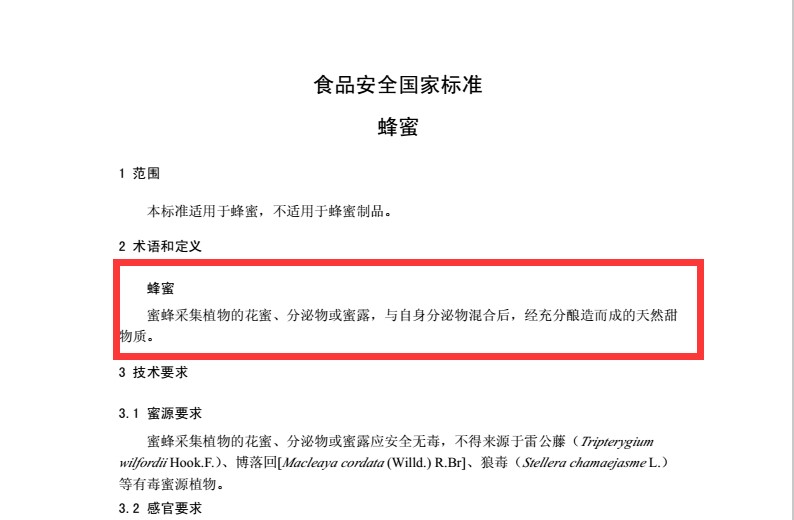 食品安全国家标准
蜂蜜
1 范围
本标准适用于蜂蜜，不适用于蜂蜜制品。
2 术语和定义
蜂蜜
蜜蜂采集植物的花蜜、分泌物或蜜露，与自身分泌物混合后，经充分酿造而成的天然甜
物质。
3 技术要求
3.1 蜜源要求
蜜蜂采集植物的花蜜、分泌物或蜜露应安全无毒，不得来源于雷公藤（Tripterygium
wilfordii Hook.F.）、博落回[Macleaya cordata (Willd.) R.Br]、狼毒（Stellera chamaejasme L.）
等有毒蜜源植物。
3.2 感官要求